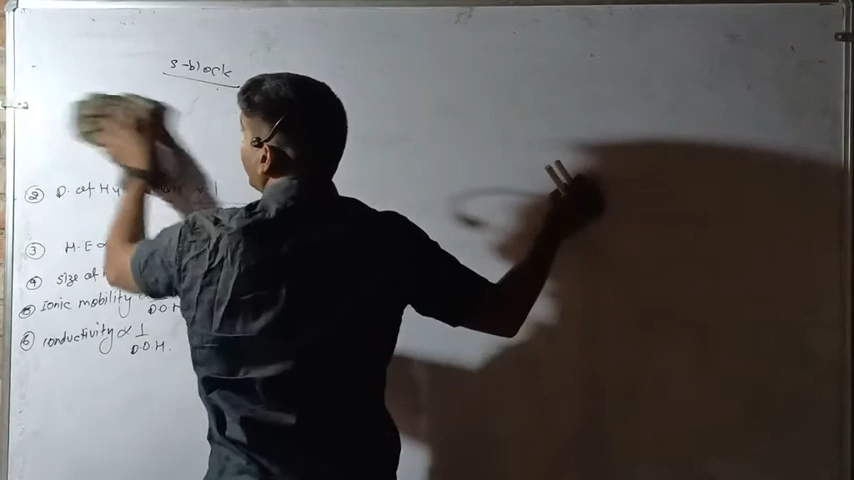 s-block
② D. of Hy
③ H.E ∝
④ size of
⑤ Ionic mobility ∝
D.O.H
⑥ conductivity ∝ 1
D.O.H.